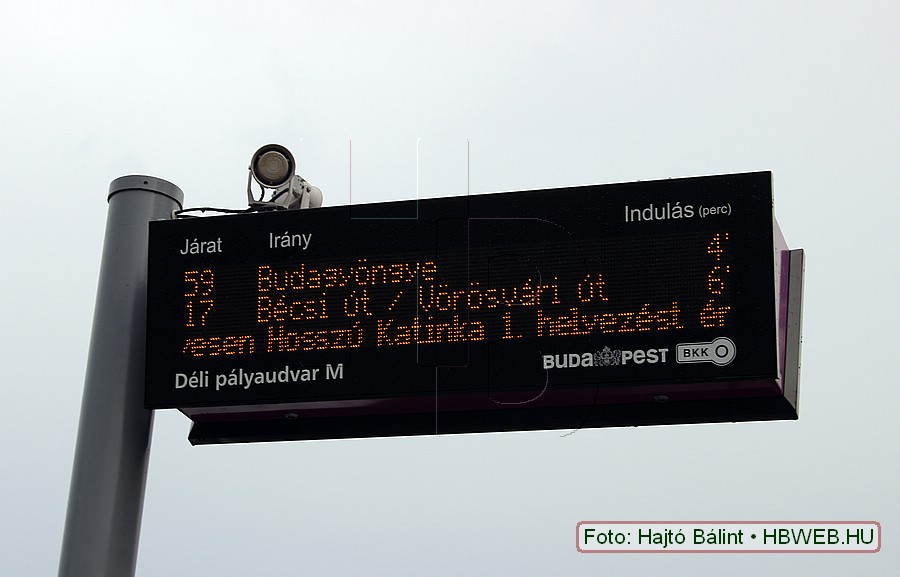 Járat Irány Indulás (perc)
59 Budagyöngye 4'
17 Bécsi út / Vörösvári út 6'
vesen Hosszú Katinka 1. helyezést ér
Déli pályaudvar M BUDAPEST BKK
Foto: Hajtó Bálint • HBWEB.HU